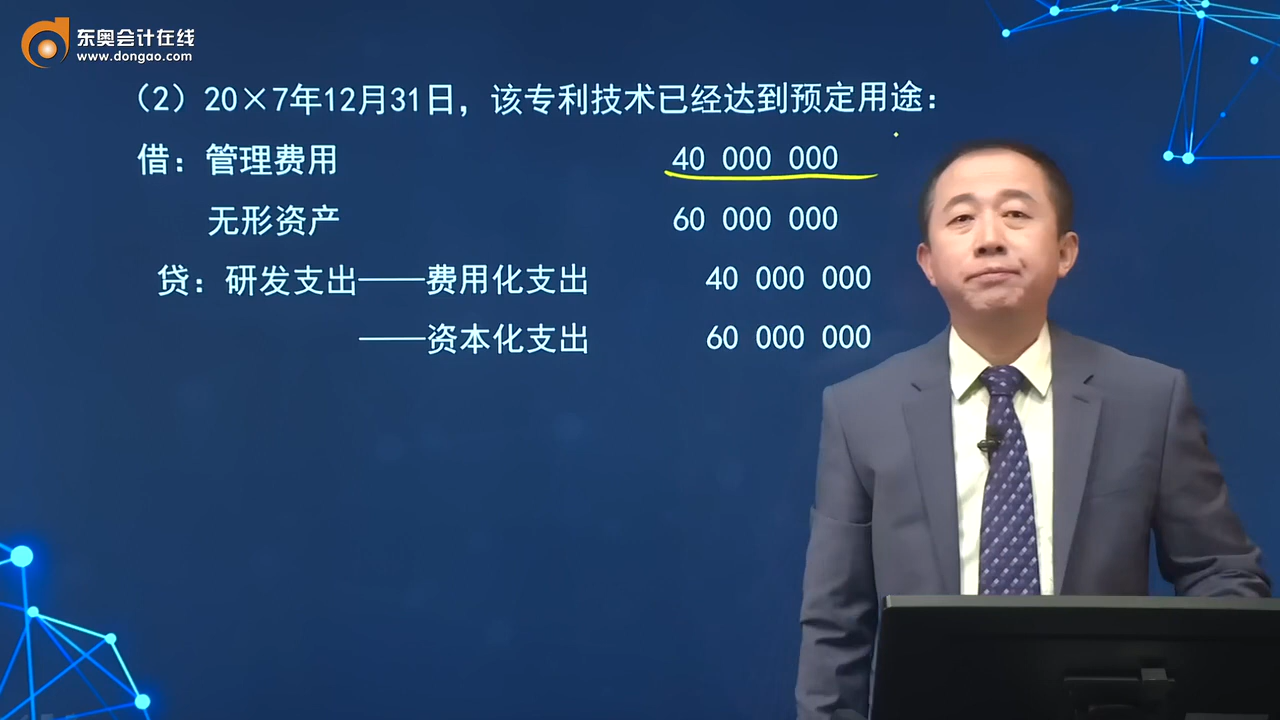 东奥会计在线
www.dongao.com
（2）20×7年12月31日，该专利技术已经达到预定用途：
借：管理费用 40 000 000
无形资产 60 000 000
贷：研发支出——费用化支出 40 000 000
——资本化支出 60 000 000